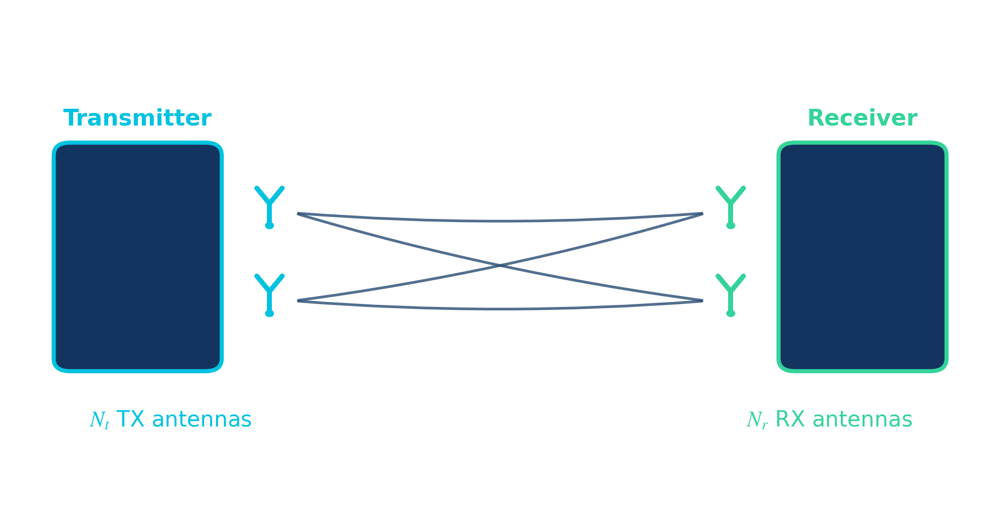 Transmitter
Receiver
Nₜ TX antennas
Nᵣ RX antennas